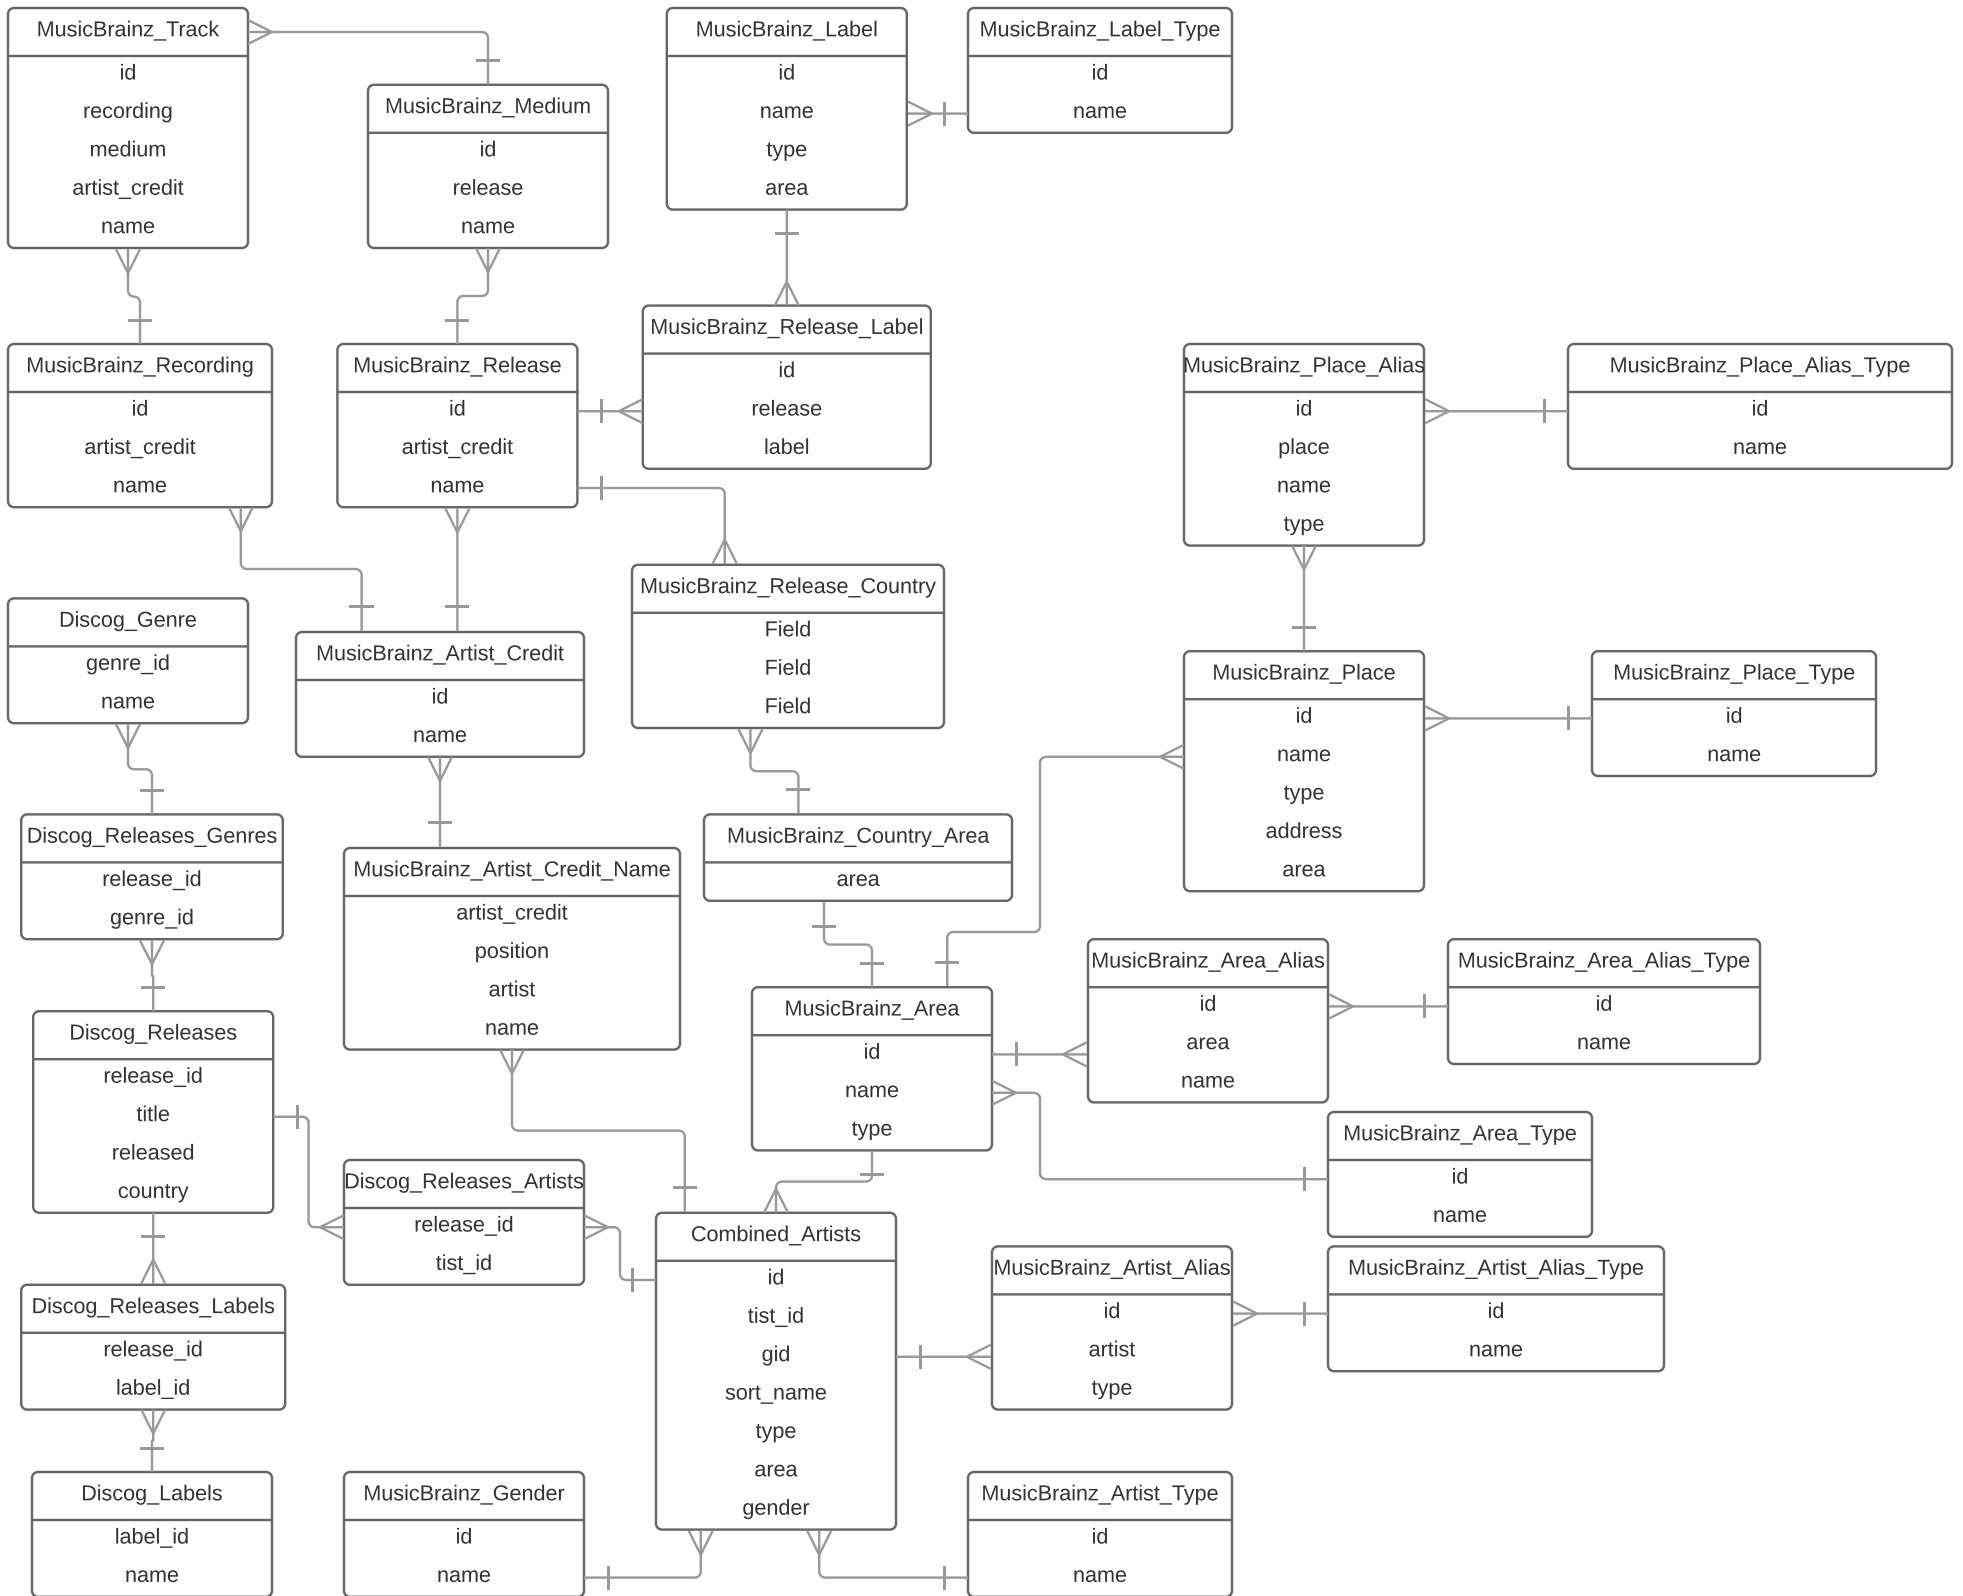 MusicBrainz_Track
id
recording
medium
artist_credit
name
MusicBrainz_Medium
id
release
name
MusicBrainz_Label
id
name
type
area
MusicBrainz_Label_Type
id
name
MusicBrainz_Recording
id
artist_credit
name
MusicBrainz_Release
id
artist_credit
name
MusicBrainz_Release_Label
id
release
label
MusicBrainz_Place_Alias
id
place
name
type
MusicBrainz_Place_Alias_Type
id
name
Discog_Genre
genre_id
name
MusicBrainz_Artist_Credit
id
name
MusicBrainz_Release_Country
Field
Field
Field
MusicBrainz_Place
id
name
type
address
area
MusicBrainz_Place_Type
id
name
Discog_Releases_Genres
release_id
genre_id
MusicBrainz_Artist_Credit_Name
artist_credit
position
artist
name
MusicBrainz_Country_Area
area
MusicBrainz_Area
id
name
type
MusicBrainz_Area_Alias
id
area
name
MusicBrainz_Area_Alias_Type
id
name
Discog_Releases
release_id
title
released
country
MusicBrainz_Area_Type
id
name
Discog_Releases_Artists
release_id
tist_id
Combined_Artists
id
tist_id
gid
sort_name
type
area
gender
MusicBrainz_Artist_Alias
id
artist
type
MusicBrainz_Artist_Alias_Type
id
name
Discog_Releases_Labels
release_id
label_id
Discog_Labels
label_id
name
MusicBrainz_Gender
id
name
MusicBrainz_Artist_Type
id
name